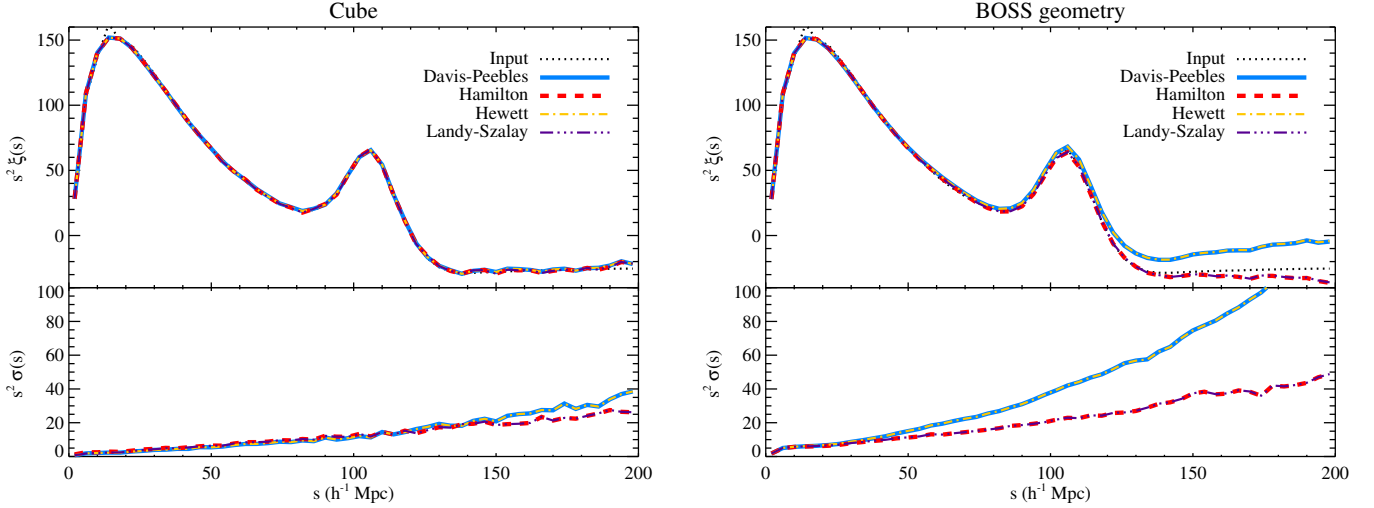 Cube
150
100
50
0
s² ξ(s)
Input
Davis-Peebles
Hamilton
Hewett
Landy-Szalay
100
80
60
40
20
0
s² σ(s)
0 50 100 150 200
s (h⁻¹ Mpc)
BOSS geometry
150
100
50
0
s² ξ(s)
Input
Davis-Peebles
Hamilton
Hewett
Landy-Szalay
100
80
60
40
20
0
s² σ(s)
0 50 100 150 200
s (h⁻¹ Mpc)